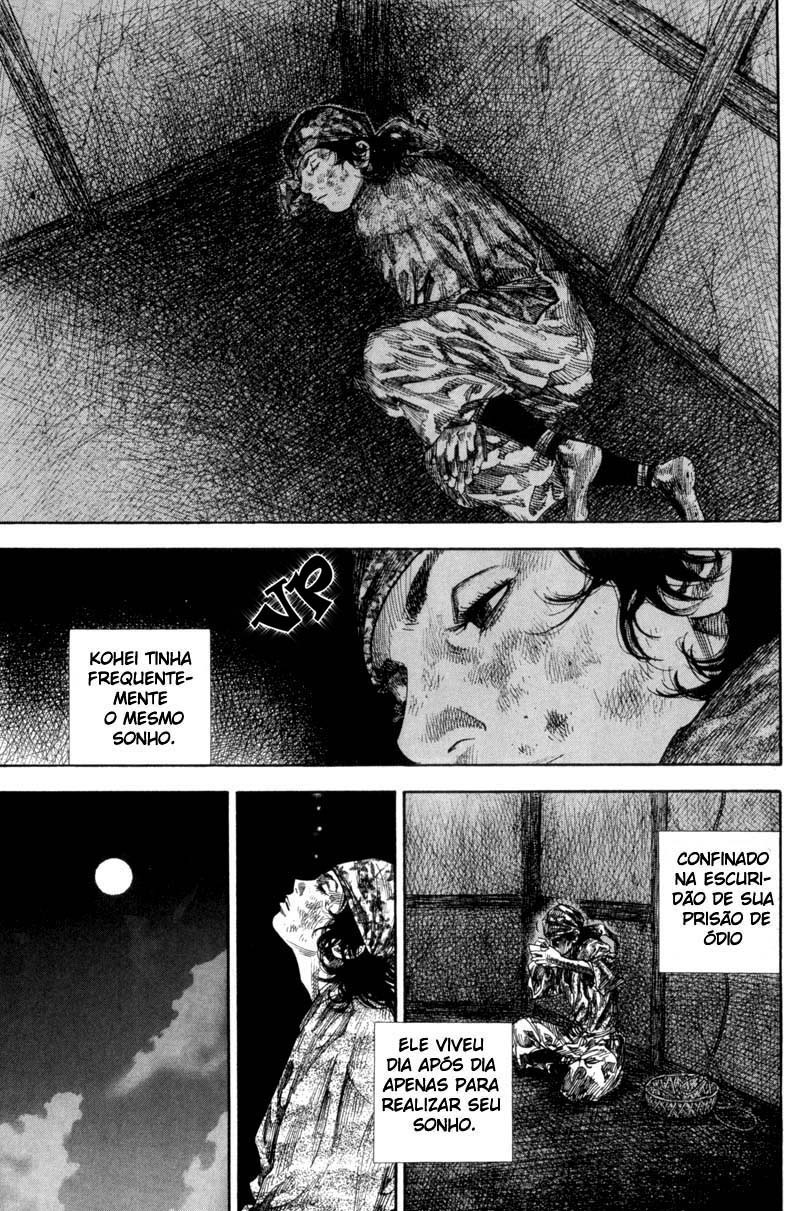 VP
KOHEI TINHA
FREQUENTE-
MENTE
O MESMO
SONHO.
CONFINADO
NA ESCURI-
DÃO DE SUA
PRISÃO DE
ÓDIO
ELE VIVEU
DIA APÓS DIA
APENAS PARA
REALIZAR SEU
SONHO.